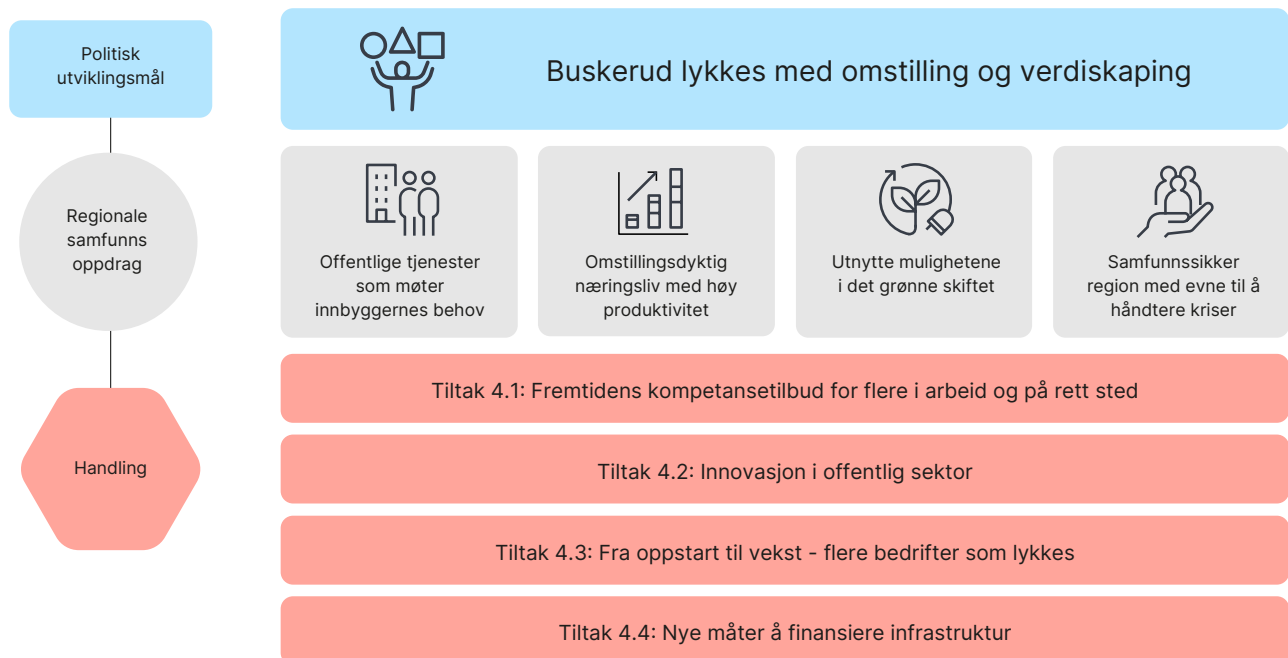 Politisk
utviklingsmål
Buskerud lykkes med omstilling og verdiskaping
Regionale
samfunns
oppdrag
Offentlige tjenester
som møter
innbyggernes behov
Omstillingsdyktig
næringsliv med høy
produktivitet
Utnytte mulighetene
i det grønne skiftet
Samfunnssikker
region med evne til å
håndtere kriser
Handling
Tiltak 4.1: Fremtidens kompetansetilbud for flere i arbeid og på rett sted
Tiltak 4.2: Innovasjon i offentlig sektor
Tiltak 4.3: Fra oppstart til vekst - flere bedrifter som lykkes
Tiltak 4.4: Nye måter å finansiere infrastruktur